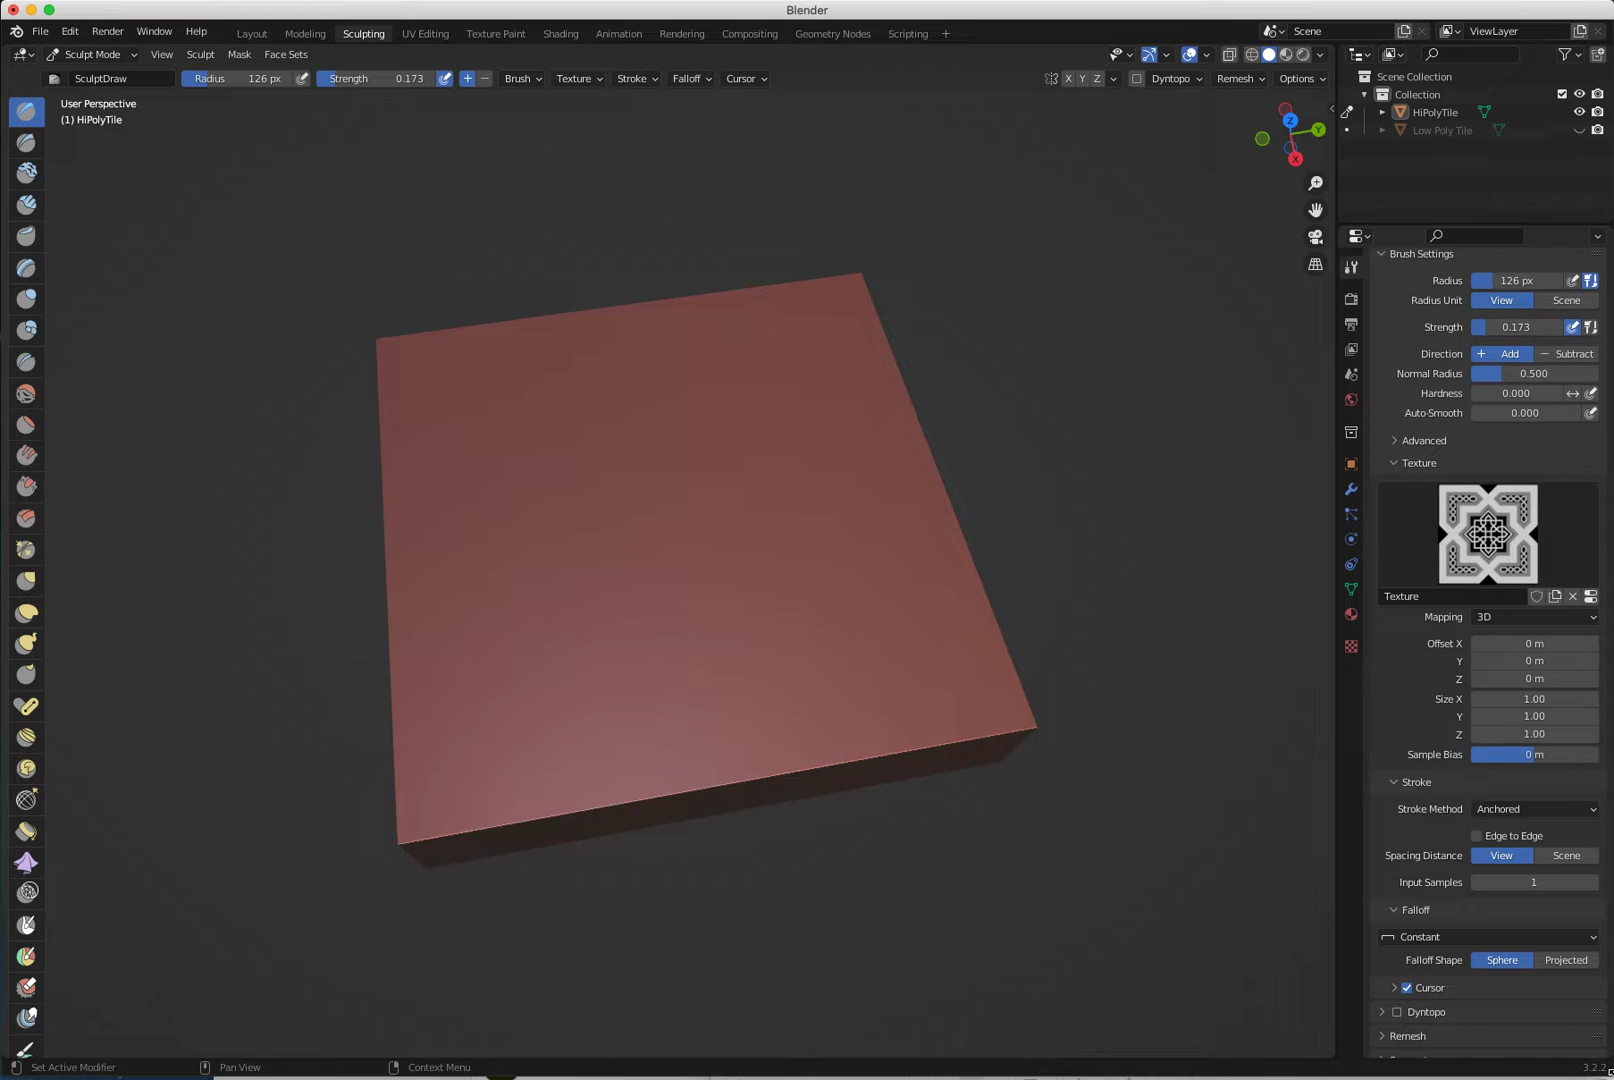 Blender
File Edit Render Window Help Layout Modeling Sculpting UV Editing Texture Paint Shading Animation Rendering Compositing Geometry Nodes Scripting + Scene ViewLayer
Sculpt Mode View Sculpt Mask Face Sets
SculptDraw Radius 126 px Strength 0.173 + − Brush Texture Stroke Falloff Cursor X Y Z Dyntopo Remesh Options
User Perspective
(1) HiPolyTile
Z
Y
X
Scene Collection
Collection
HiPolyTile
Low Poly Tile
Brush Settings
Radius 126 px
Radius Unit View Scene
Strength 0.173
Direction + Add − Subtract
Normal Radius 0.500
Hardness 0.000
Auto-Smooth 0.000
Advanced
Texture
Texture
Mapping 3D
Offset X 0 m
Y 0 m
Z 0 m
Size X 1.00
Y 1.00
Z 1.00
Sample Bias 0 m
Stroke
Stroke Method Anchored
Edge to Edge
Spacing Distance View Scene
Input Samples 1
Falloff
Constant
Falloff Shape Sphere Projected
Cursor
Dyntopo
Remesh
Set Active Modifier Pan View Context Menu 3.2.2